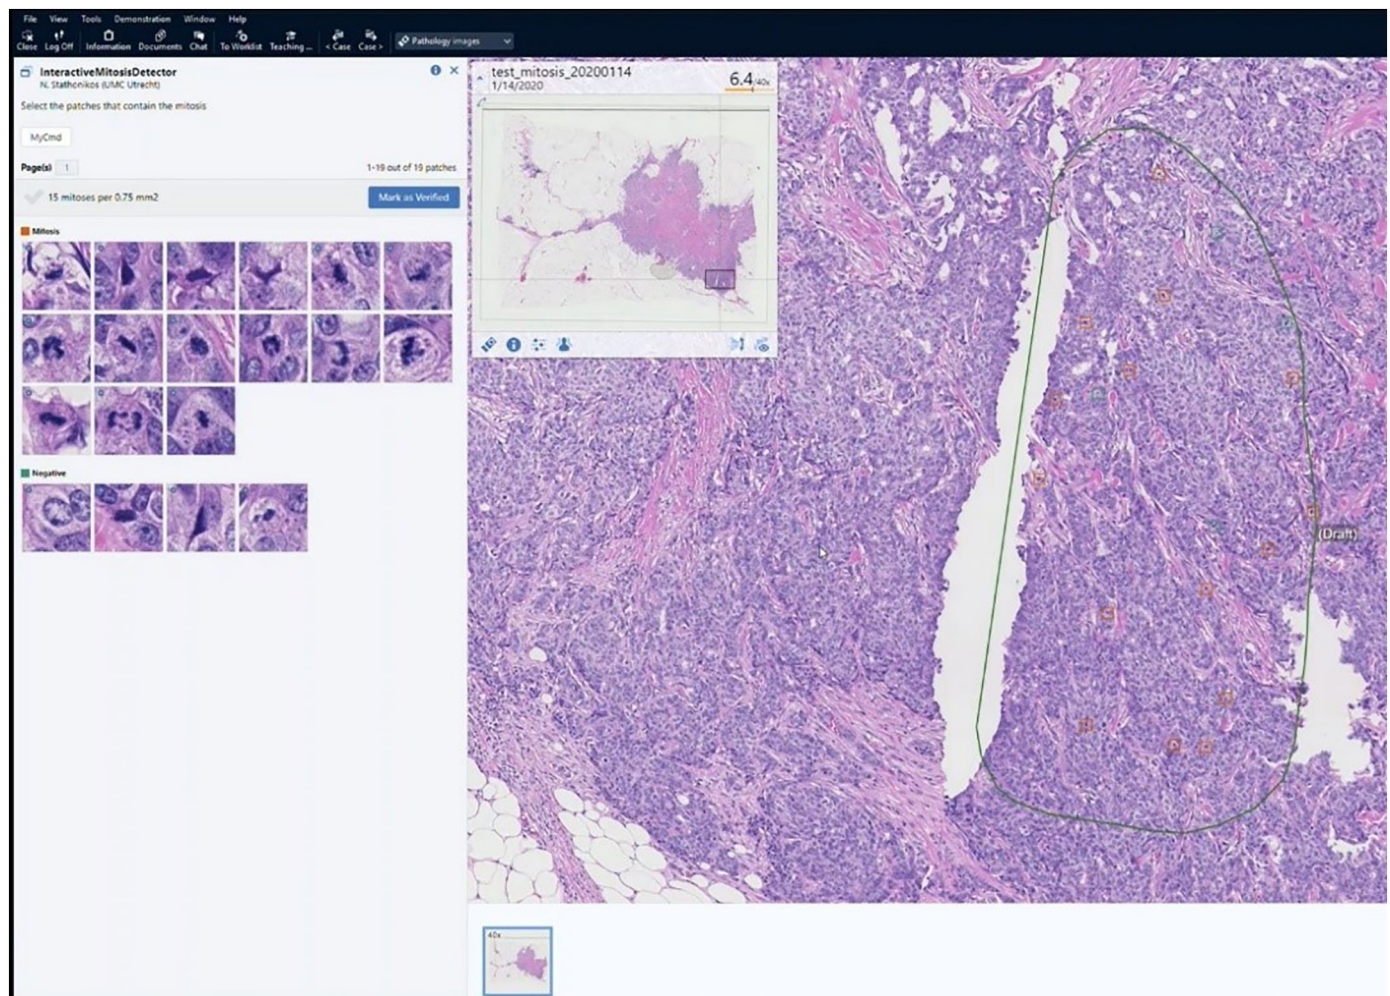 File View Tools Demonstration Window Help
Close Log Off Information Documents Chat To Worklist Teaching ... < Case Case > Pathology images
InteractiveMitosisDetector
N. Stathonikos (UMC Utrecht)
Select the patches that contain the mitosis
MyCmd
Page(s) 1 1-19 out of 19 patches
15 mitoses per 0.75 mm2 Mark as Verified
Mitosis
Negative
test_mitosis_20200114
1/14/2020
6.4/40x
(Draft)
40x